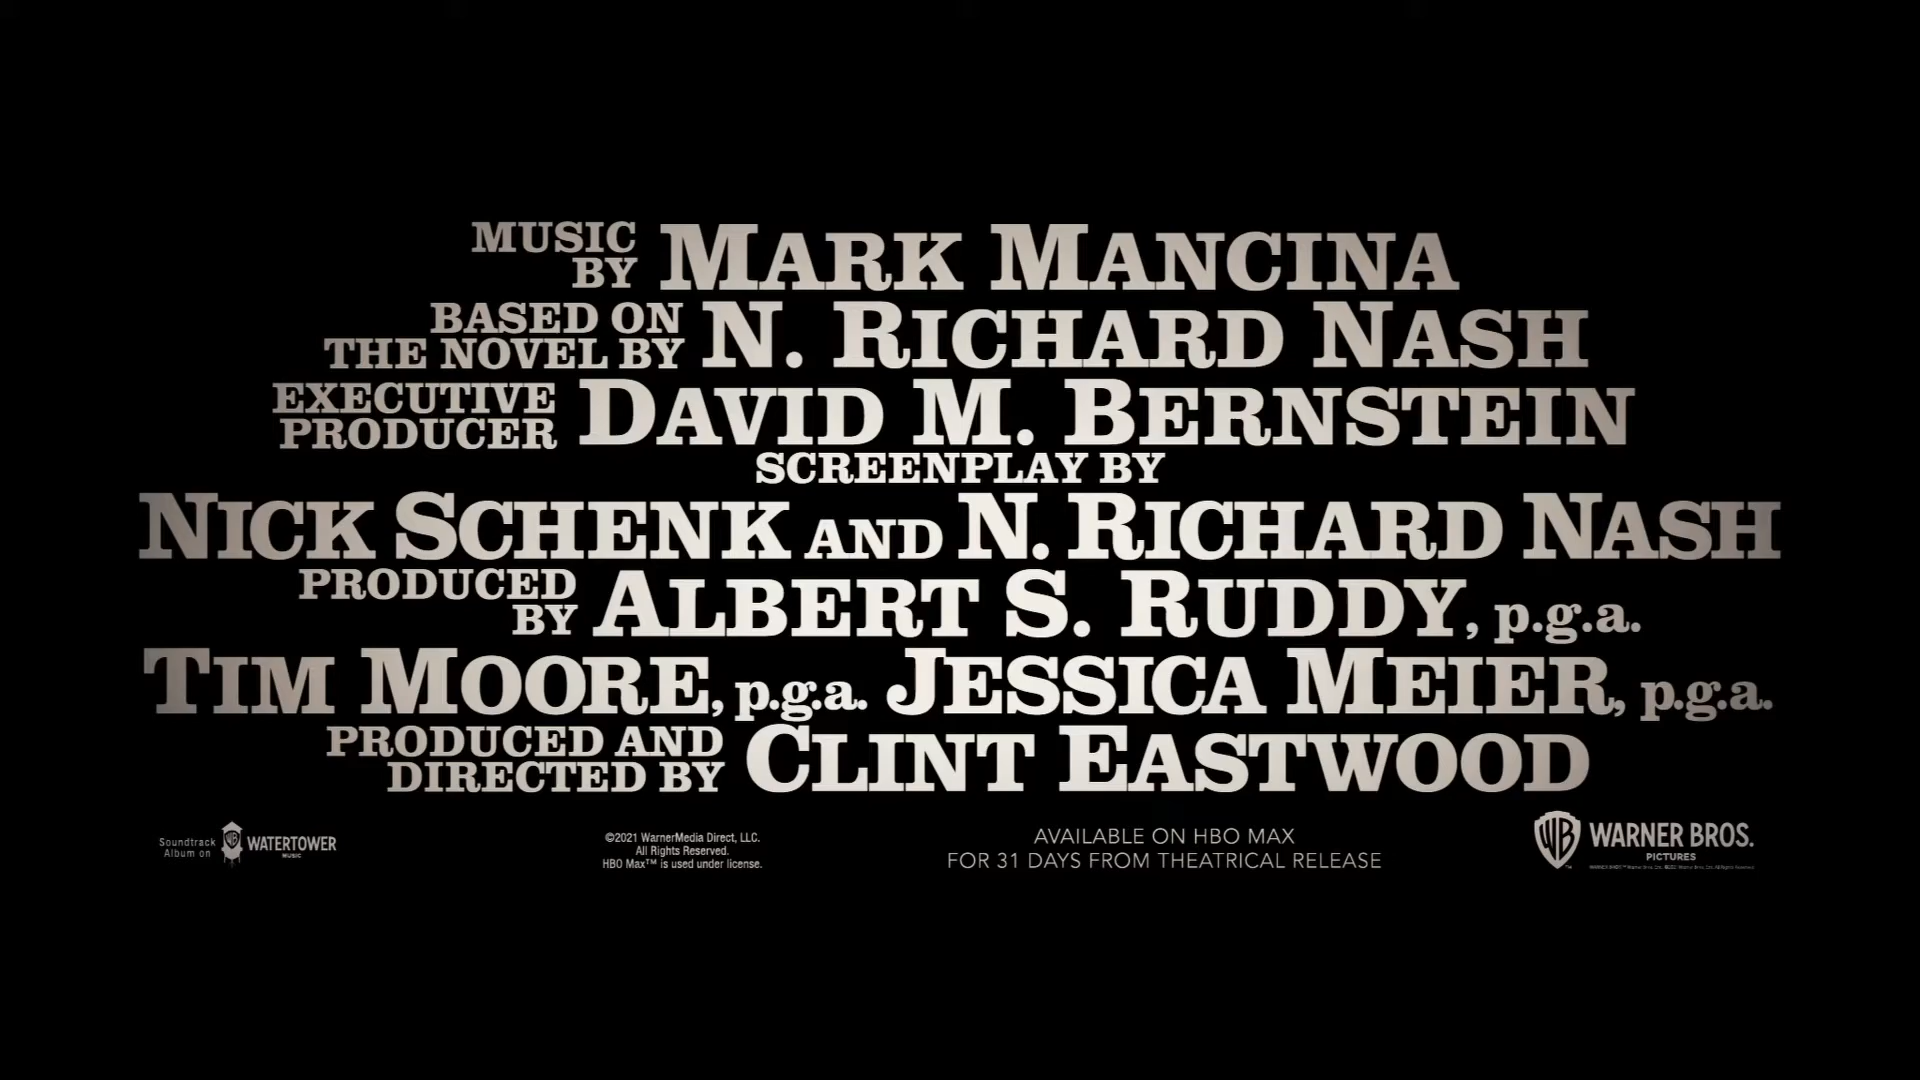 MUSIC BY MARK MANCINA
BASED ON THE NOVEL BY N. RICHARD NASH
EXECUTIVE PRODUCER DAVID M. BERNSTEIN
SCREENPLAY BY
NICK SCHENK AND N. RICHARD NASH
PRODUCED BY ALBERT S. RUDDY, p.g.a.
TIM MOORE, p.g.a. JESSICA MEIER, p.g.a.
PRODUCED AND DIRECTED BY CLINT EASTWOOD
Soundtrack
Album on
WB
WATERTOWER
MUSIC
©2021 WarnerMedia Direct, LLC.
All Rights Reserved.
HBO Max™ is used under license.
AVAILABLE ON HBO MAX
FOR 31 DAYS FROM THEATRICAL RELEASE
WB
WARNER BROS.
PICTURES